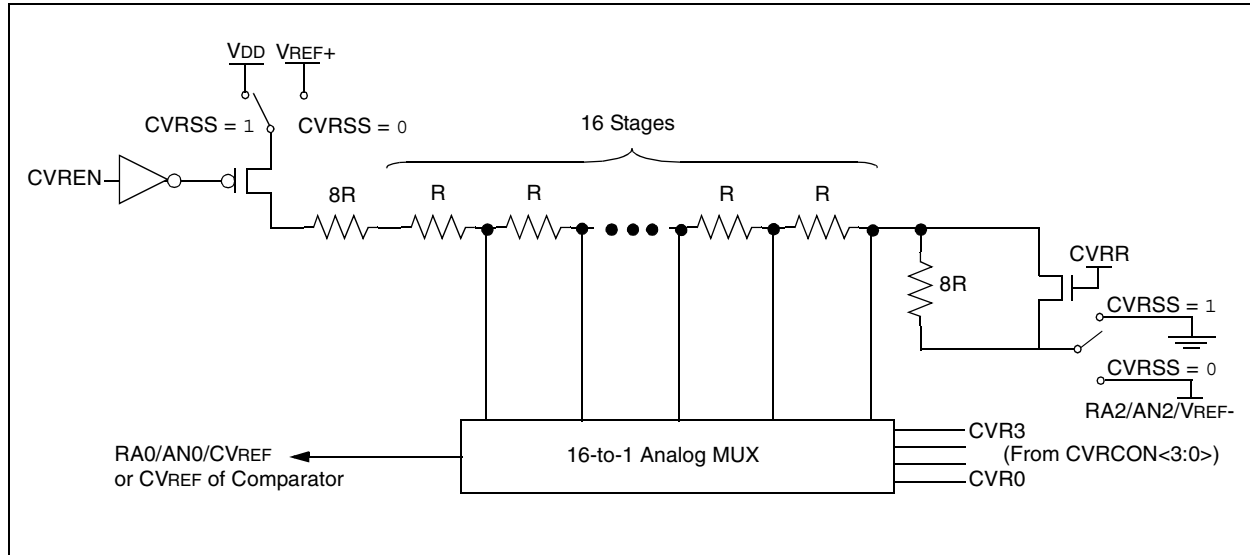 VDD VREF+
CVRSS = 1 CVRSS = 0
16 Stages
CVREN
8R R R R R
CVRR
8R
CVRSS = 1
CVRSS = 0
RA2/AN2/VREF-
RA0/AN0/CVREF
or CVREF of Comparator
16-to-1 Analog MUX
CVR3
(From CVRCON<3:0>)
CVR0